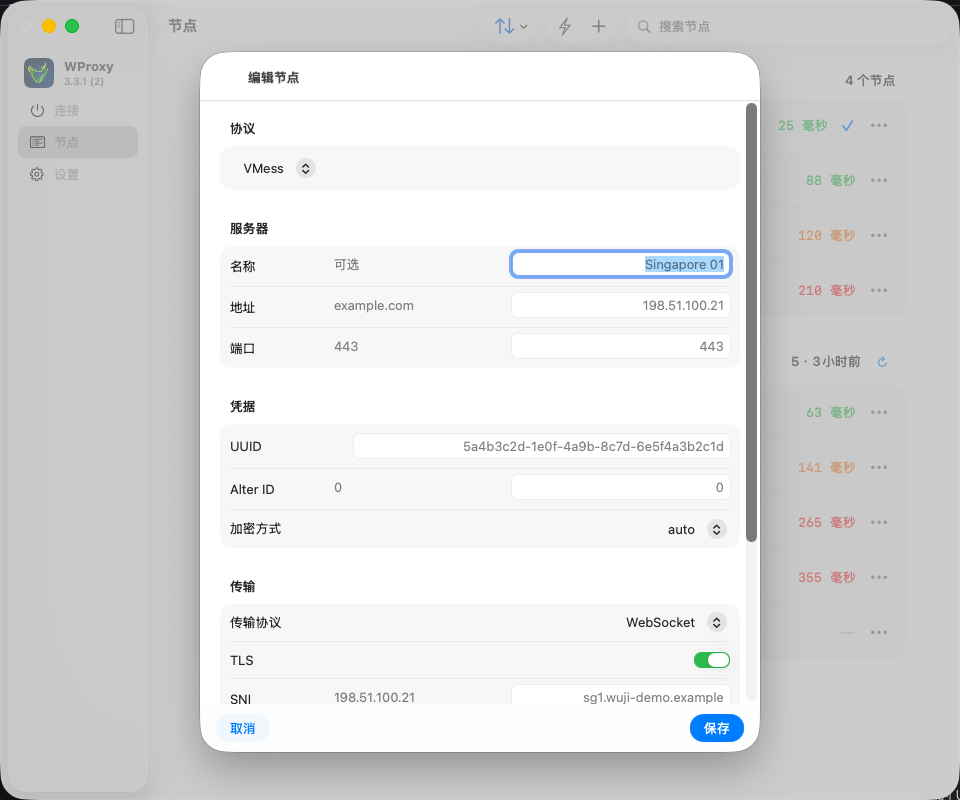 节点
搜索节点
WProxy
3.3.1 (2)
连接
节点
设置
4 个节点
25 毫秒
88 毫秒
120 毫秒
210 毫秒
5 · 3小时前
63 毫秒
141 毫秒
265 毫秒
355 毫秒
--
编辑节点
协议
VMess
服务器
名称 可选 Singapore 01
地址 example.com 198.51.100.21
端口 443 443
凭据
UUID 5a4b3c2d-1e0f-4a9b-8c7d-6e5f4a3b2c1d
Alter ID 0 0
加密方式 auto
传输
传输协议 WebSocket
TLS
SNI 198.51.100.21 sg1.wuji-demo.example
取消 保存